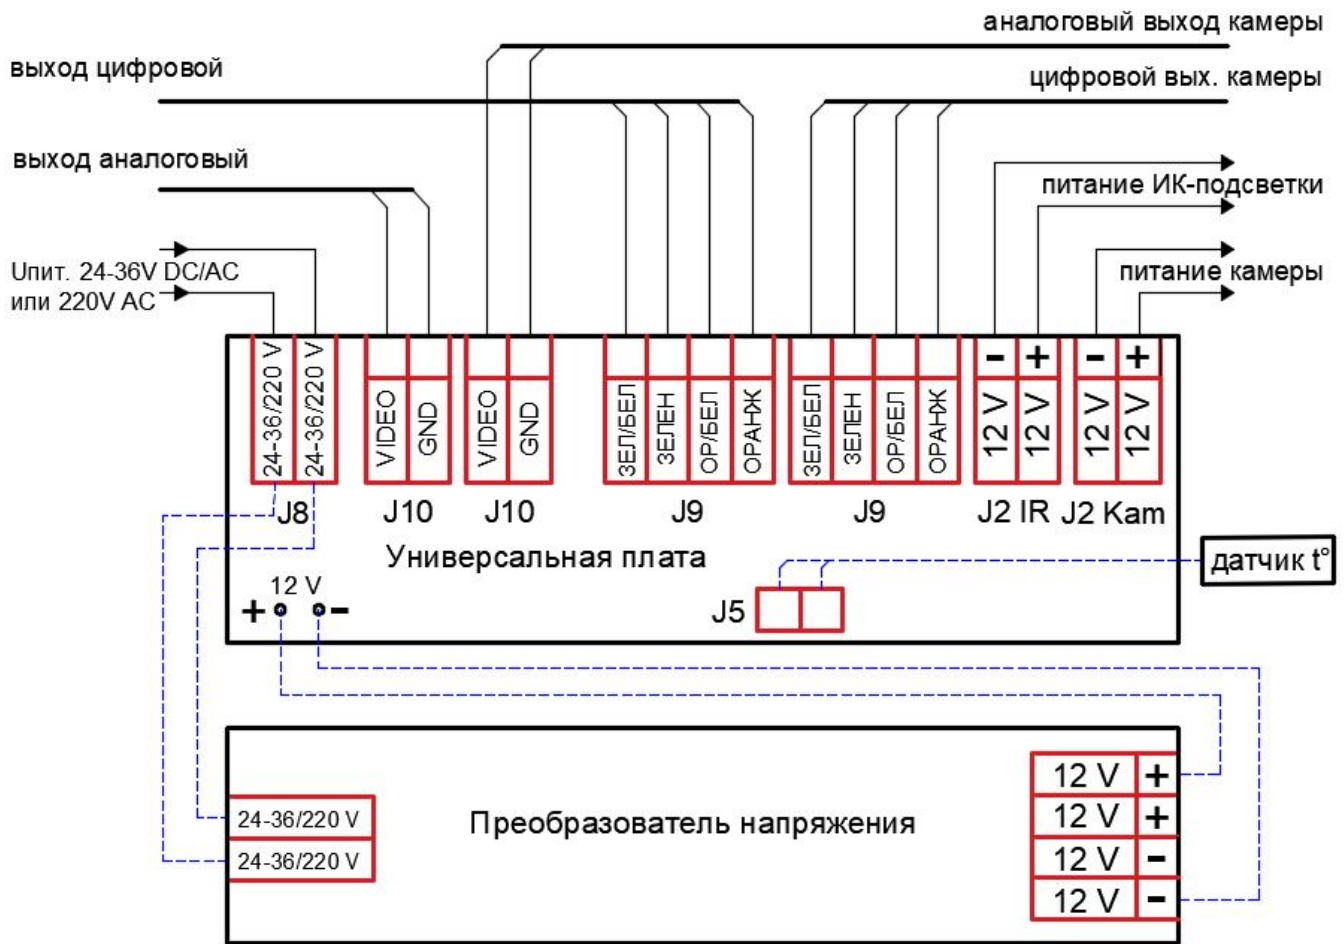 аналоговый выход камеры
выход цифровой
цифровой вых. камеры
выход аналоговый
питание ИК-подсветки
Uпит. 24-36V DC/AC
или 220V AC
питание камеры
24-36/220 V
24-36/220 V
VIDEO
GND
VIDEO
GND
ЗЕЛ/БЕЛ
ЗЕЛЕН
ОР/БЕЛ
ОРАНЖ
ЗЕЛ/БЕЛ
ЗЕЛЕН
ОР/БЕЛ
ОРАНЖ
- 12 V
+ 12 V
- 12 V
+ 12 V
J8
J10
J10
J9
J9
J2 IR
J2 Kam
Универсальная плата
датчик t°
12 V
+ -
J5
24-36/220 V
24-36/220 V
Преобразователь напряжения
12 V +
12 V +
12 V -
12 V -